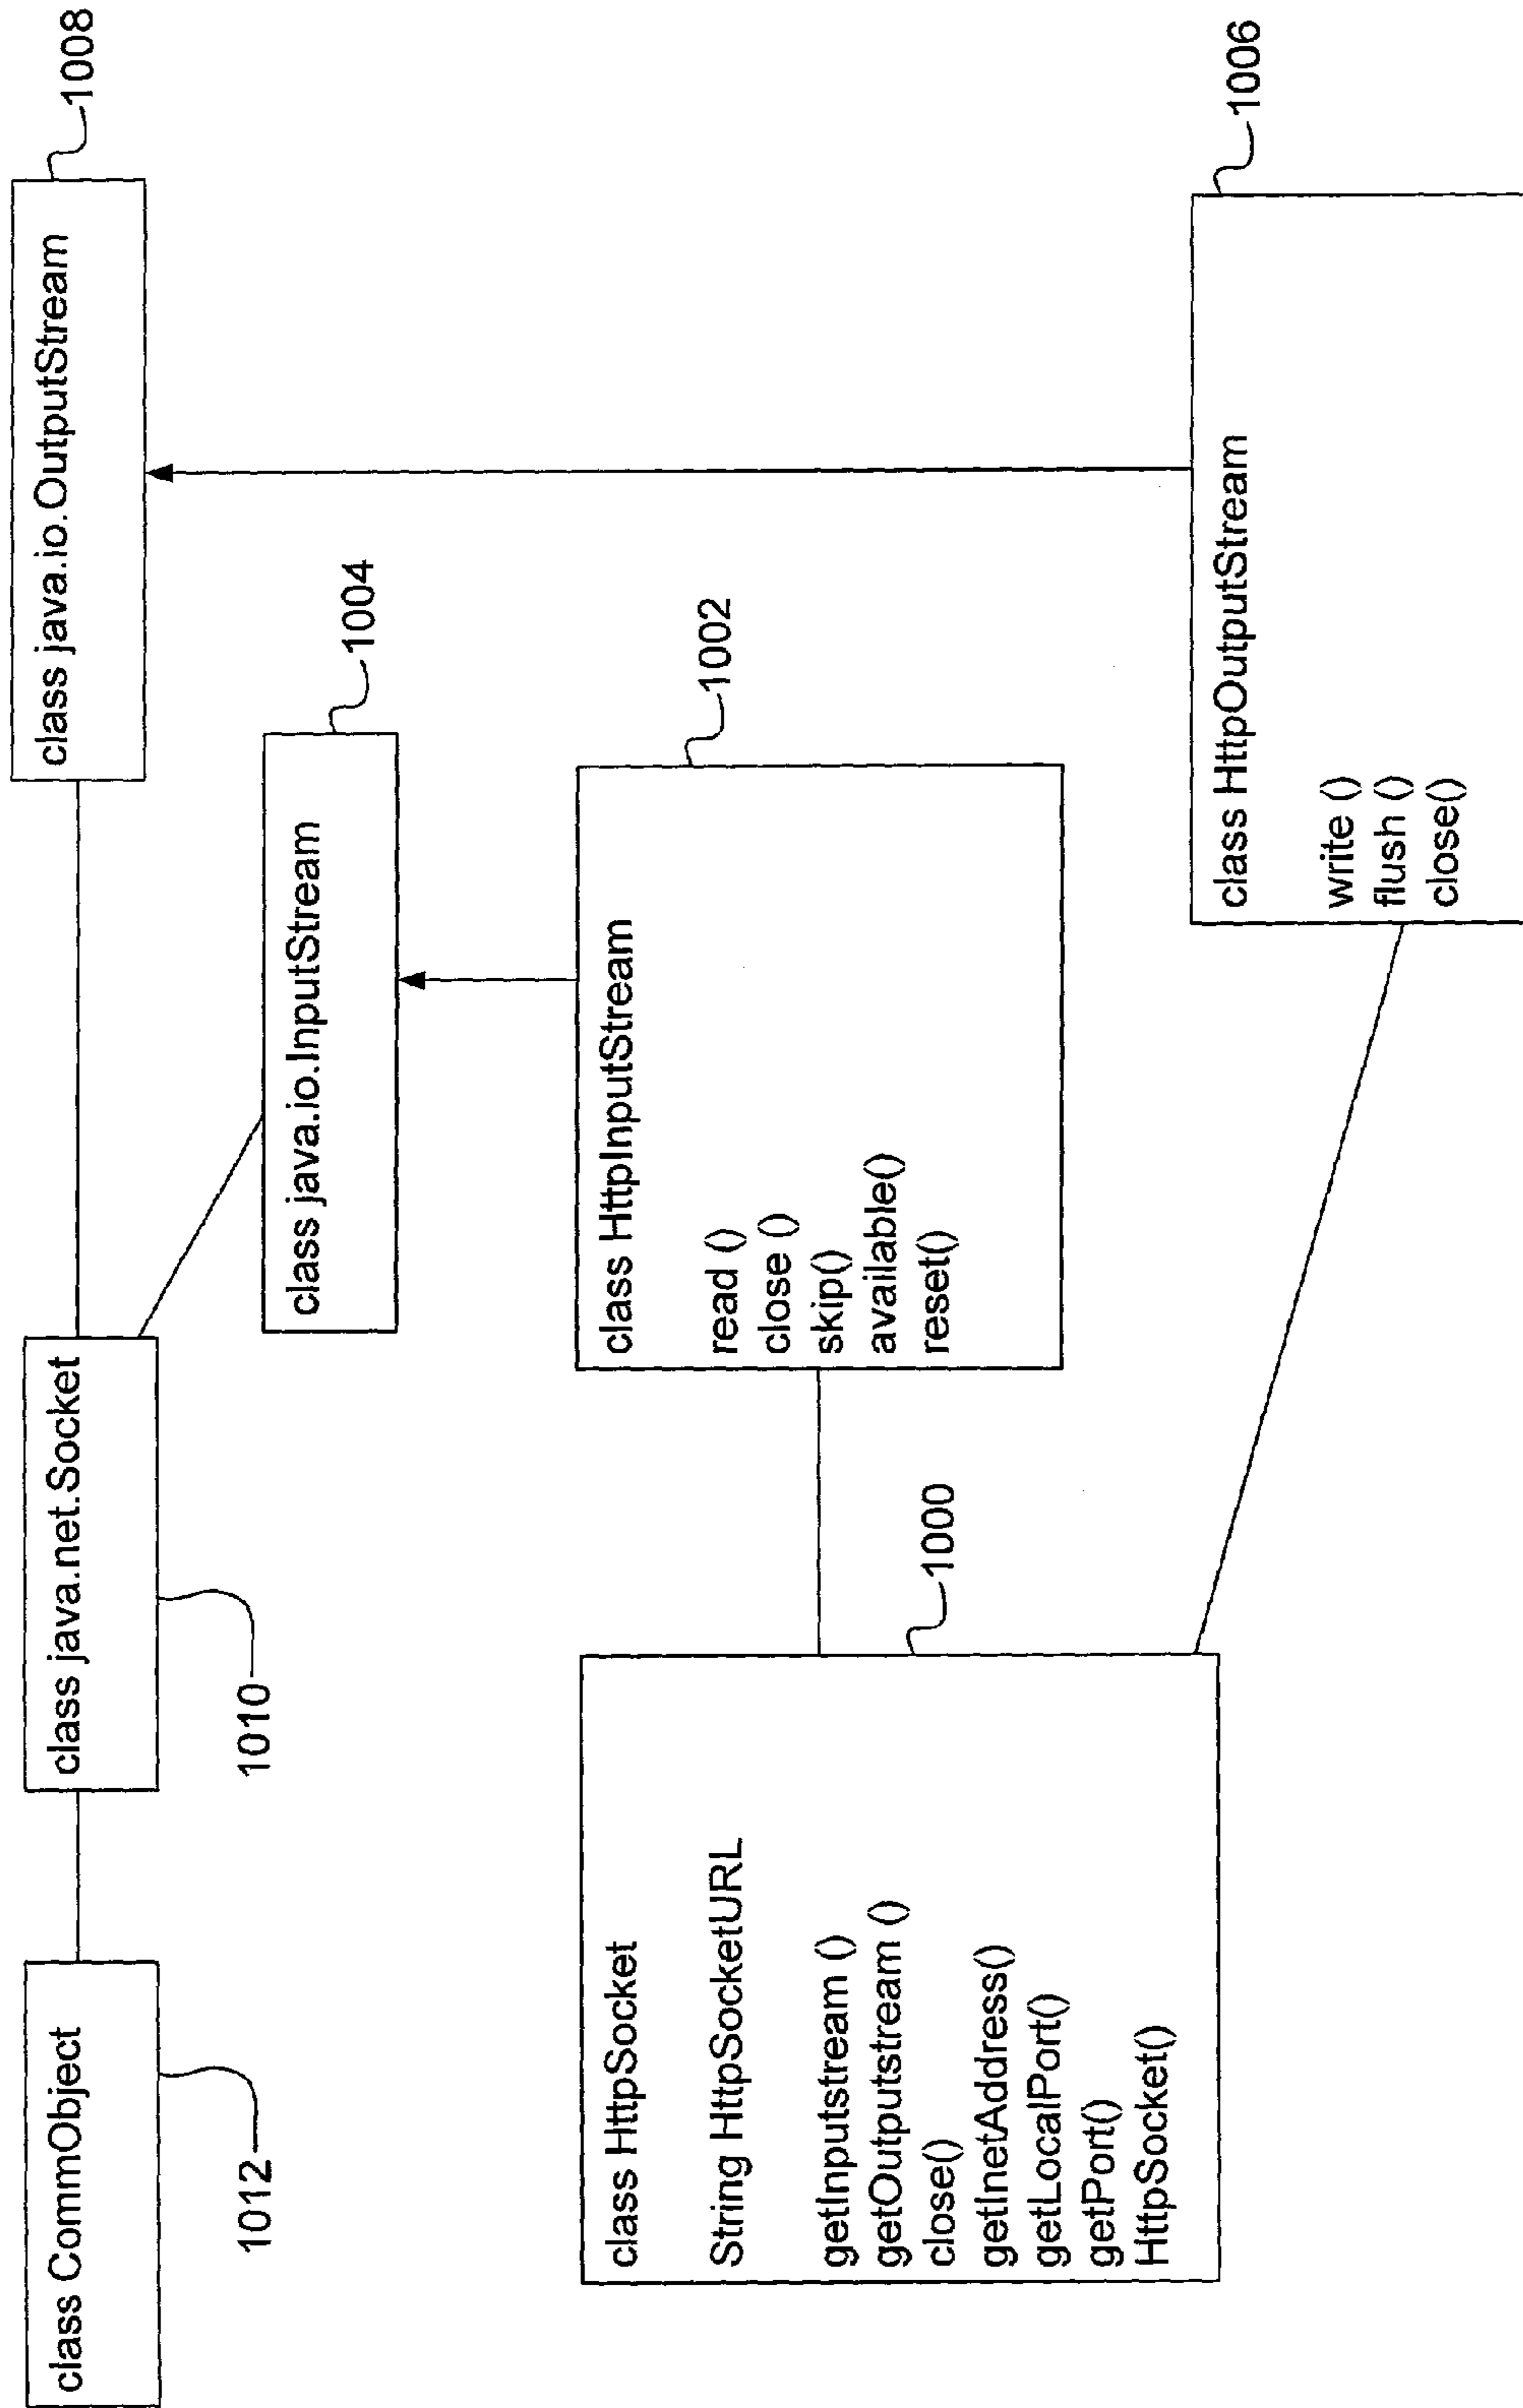 class CommObject
1012
class java.net.Socket
1010
class java.io.OutputStream
1008
class java.io.InputStream
1004
class HttpSocket
String HttpSocketURL
getInputstream ()
getOutputstream ()
close()
getInetAddress()
getLocalPort()
getPort()
HttpSocket()
1000
class HttpInputStream
read ()
close ()
skip()
available()
reset()
1002
class HttpOutputStream
write ()
flush ()
close()
1006